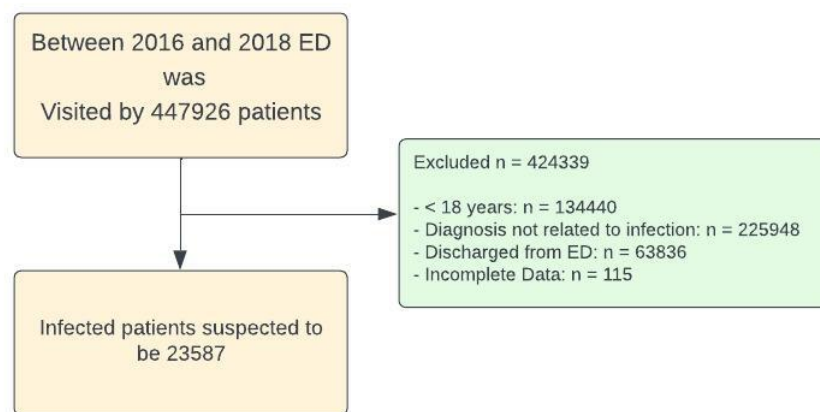 Between 2016 and 2018 ED
was
Visited by 447926 patients
Excluded n = 424339
- < 18 years: n = 134440
- Diagnosis not related to infection: n = 225948
- Discharged from ED: n = 63836
- Incomplete Data: n = 115
Infected patients suspected to
be 23587